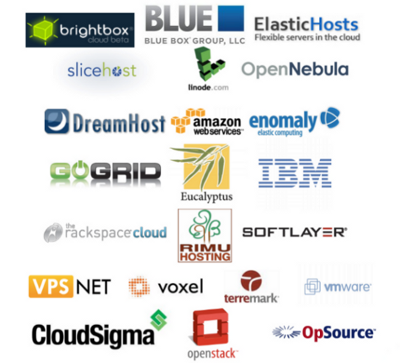 brightbox
cloud beta
BLUE
BLUE BOX GROUP, LLC
ElasticHosts
Flexible servers in the cloud
slicehost
linode.com
OpenNebula
DreamHost
amazon
webservices™
enomaly
elastic computing
GOGRID
Eucalyptus
IBM
the
rackspace cloud
RIMU
HOSTING
SOFTLAYER®
VPS NET
voxel
terremark
vmware
CloudSigma
openstack™
OpSource